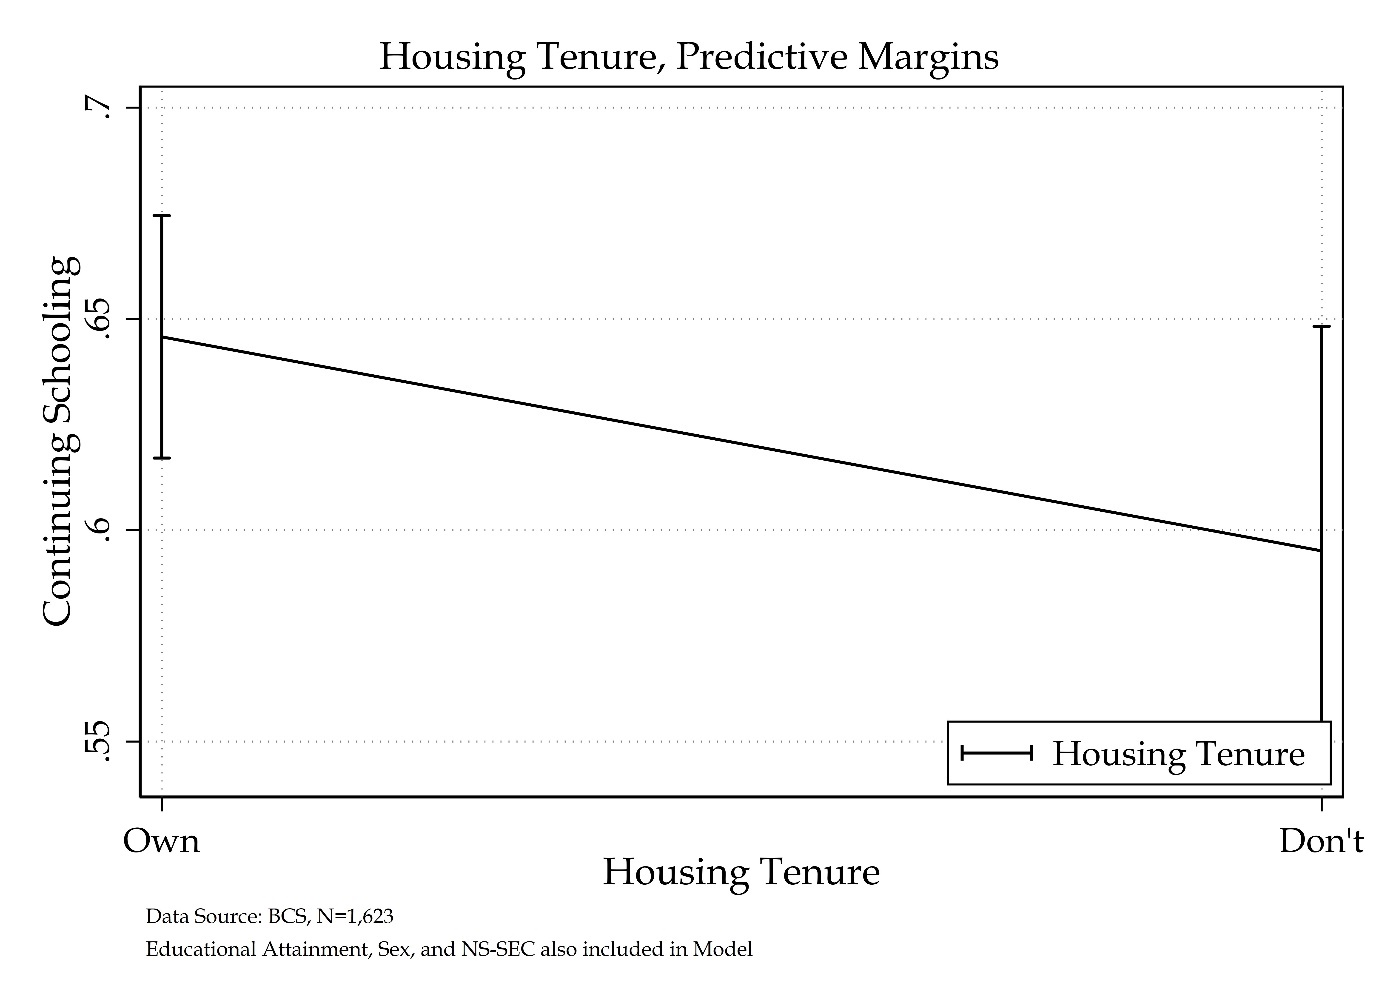 Housing Tenure, Predictive Margins
Continuing Schooling
.7
.65
.6
.55
Housing Tenure
Own
Don't
Housing Tenure
Data Source: BCS, N=1,623
Educational Attainment, Sex, and NS-SEC also included in Model